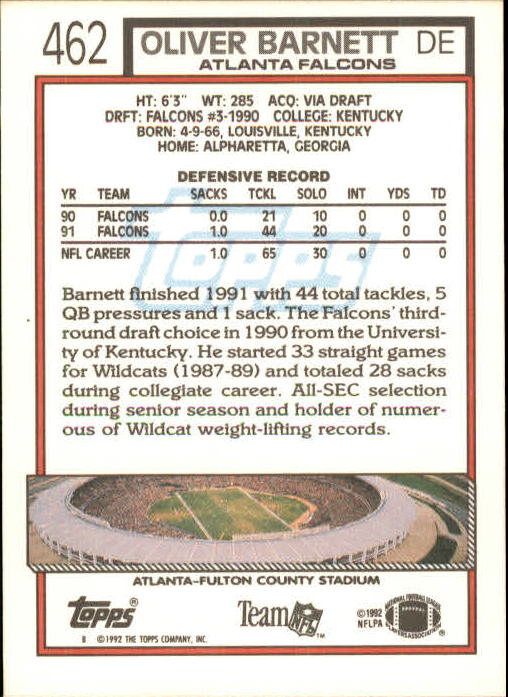 462 OLIVER BARNETT DE
ATLANTA FALCONS
HT: 6'3" WT: 285 ACQ: VIA DRAFT
DRFT: FALCONS #3-1990 COLLEGE: KENTUCKY
BORN: 4-9-66, LOUISVILLE, KENTUCKY
HOME: ALPHARETTA, GEORGIA
DEFENSIVE RECORD
YR TEAM SACKS TCKL SOLO INT YDS TD
90 FALCONS 0.0 21 10 0 0 0
91 FALCONS 1.0 44 20 0 0 0
NFL CAREER 1.0 65 30 0 0 0
topps
Barnett finished 1991 with 44 total tackles, 5
QB pressures and 1 sack. The Falcons' third-
round draft choice in 1990 from the Universi-
ty of Kentucky. He started 33 straight games
for Wildcats (1987-89) and totaled 28 sacks
during collegiate career. All-SEC selection
during senior season and holder of numer-
ous of Wildcat weight-lifting records.
ATLANTA-FULTON COUNTY STADIUM
topps®
Team NFL™
©1992
NFLPA
NATIONAL FOOTBALL LEAGUE
PLAYERS ASSOCIATION
B ©1992 THE TOPPS COMPANY, INC.